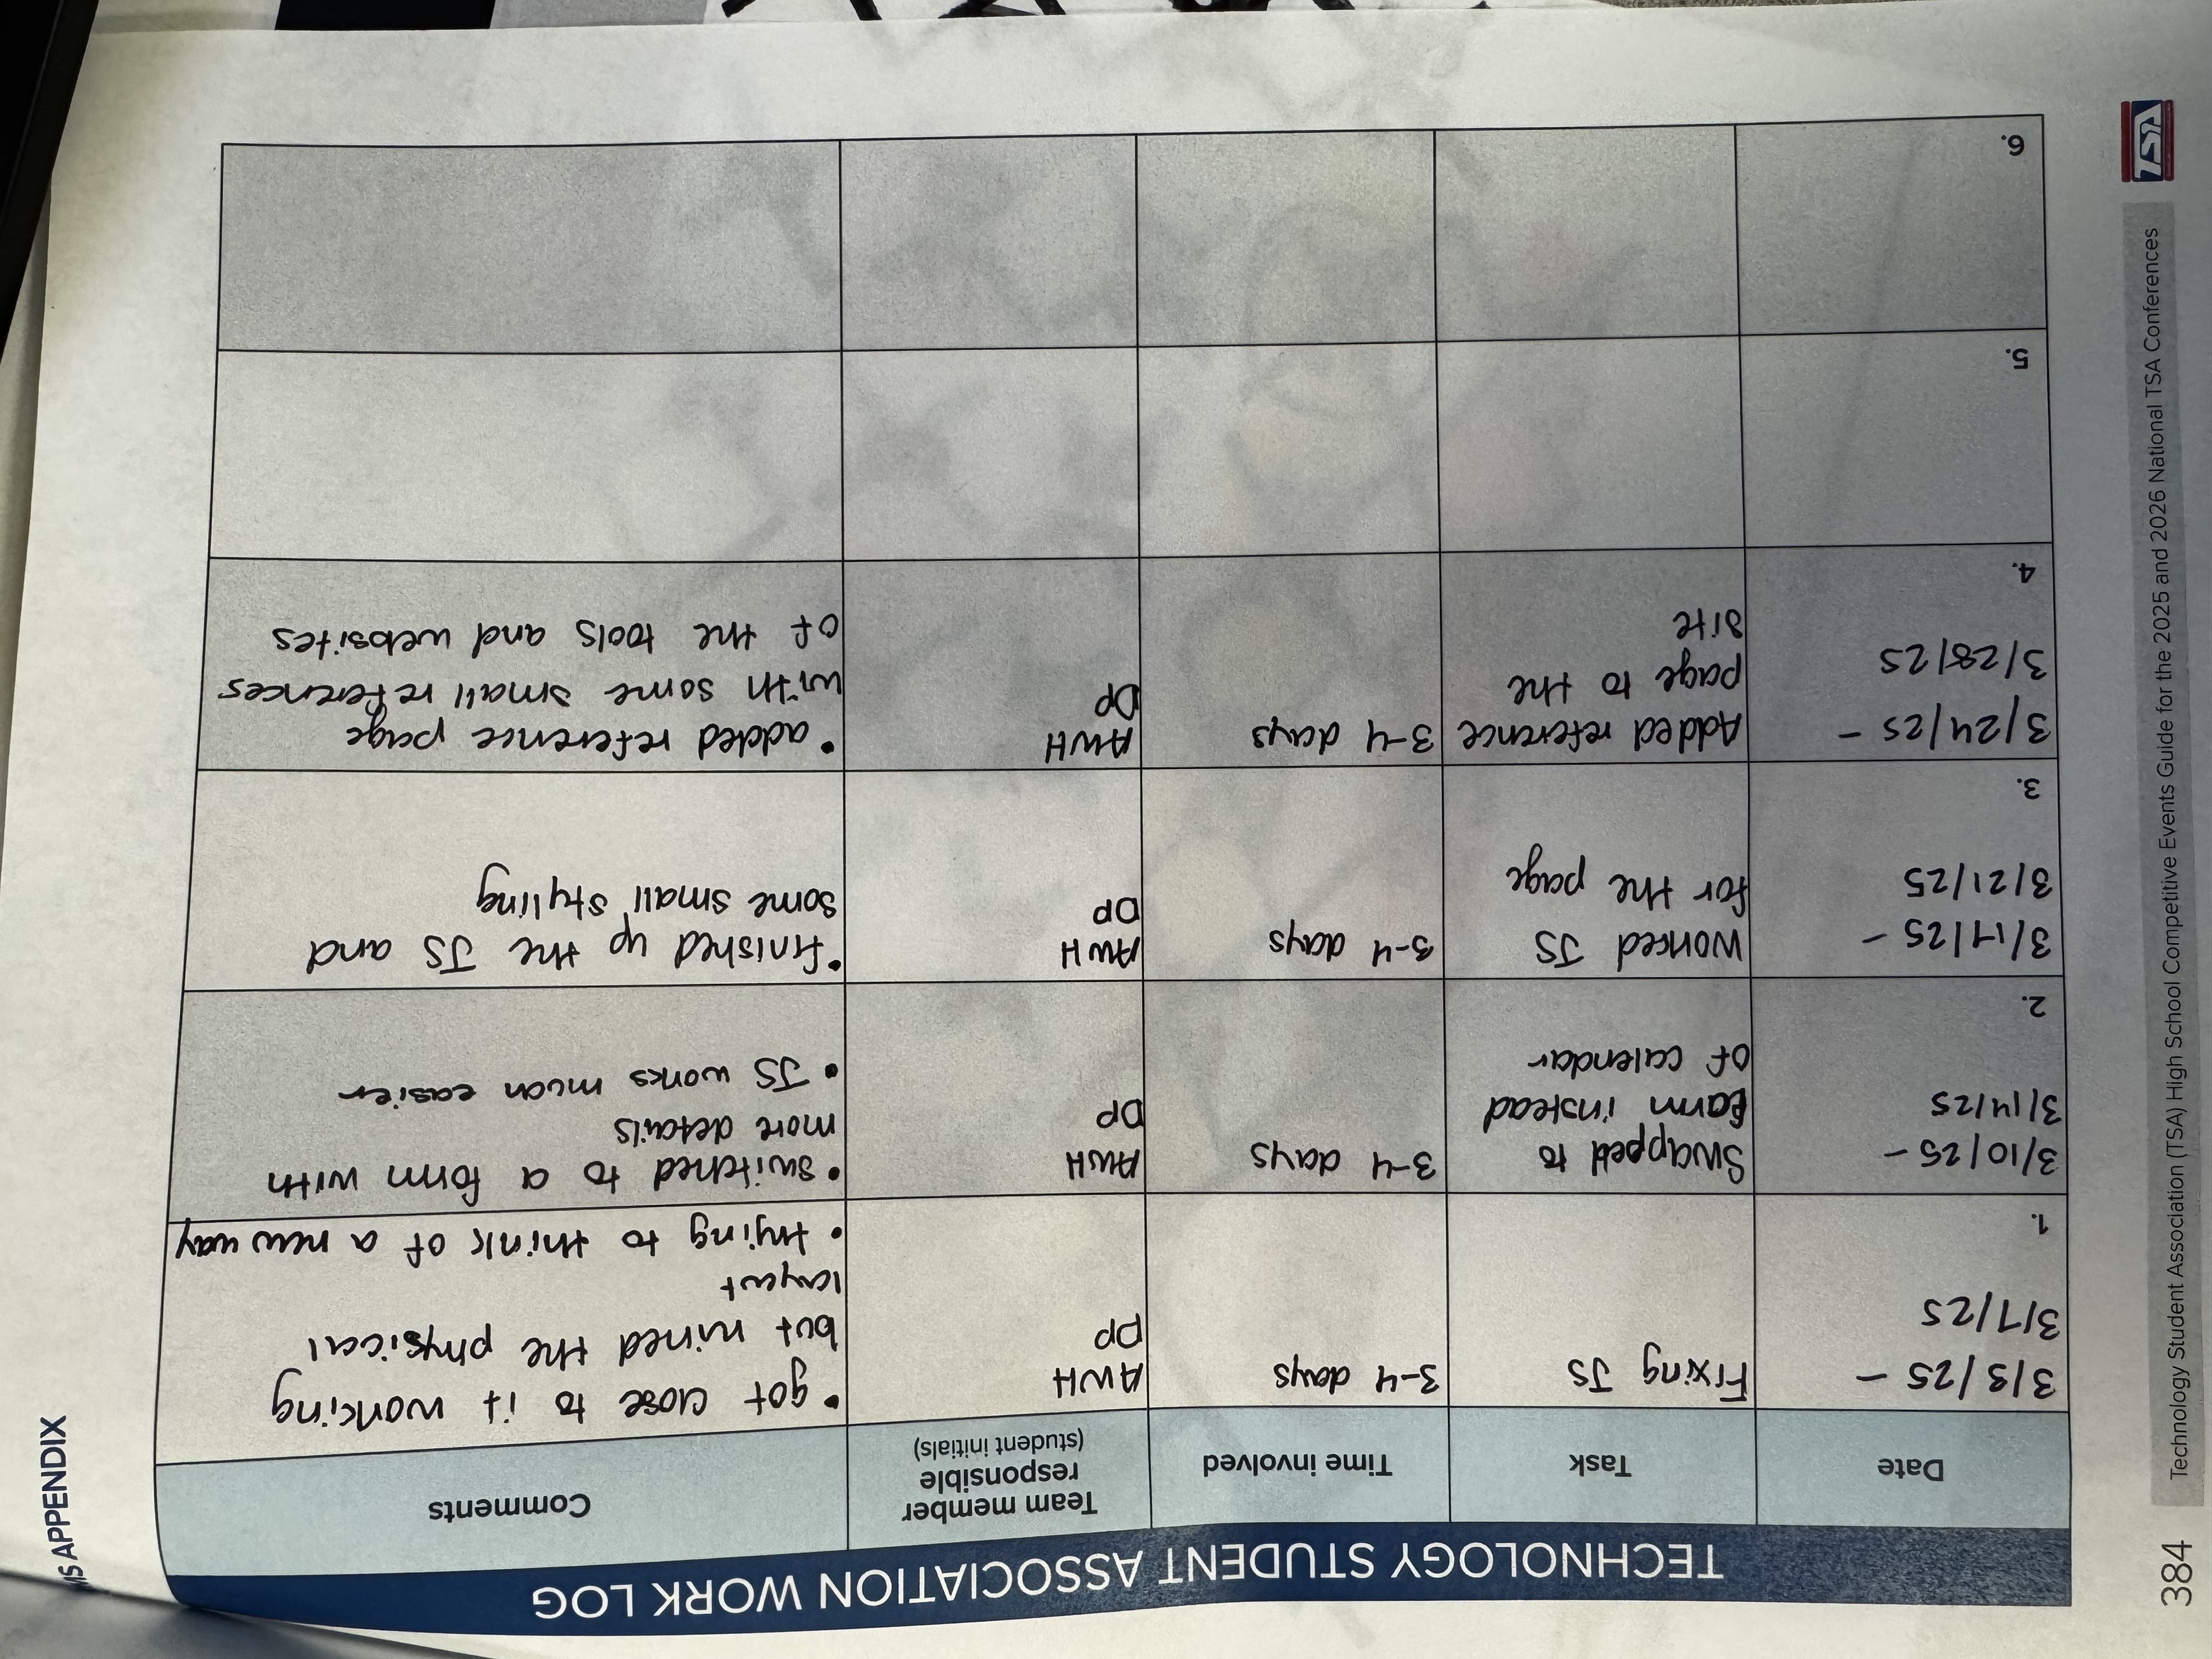 MS APPENDIX
TECHNOLOGY STUDENT ASSOCIATION WORK LOG
Date
Task
Time involved
Team member
responsible
(student initials)
Comments
3/3/25 –
3/7/25
1.
Fixing JS
3-4 days
AWH
DP
• got close to it working
but ruined the physical
layout
• trying to think of a new way
3/10/25 –
3/14/25
2.
Swapped to
form instead
of calendar
3-4 days
AWH
DP
• switched to a form with
more details
• JS works much easier
3/17/25 –
3/21/25
3.
Worked JS
for the page
3-4 days
AWH
DP
• finished up the JS and
some small styling
3/24/25 –
3/28/25
4.
Added reference
page to the
site
3-4 days
AWH
DP
• added reference page
with some small references
of the tools and websites
5.
6.
384
Technology Student Association (TSA) High School Competitive Events Guide for the 2025 and 2026 National TSA Conferences
TSA